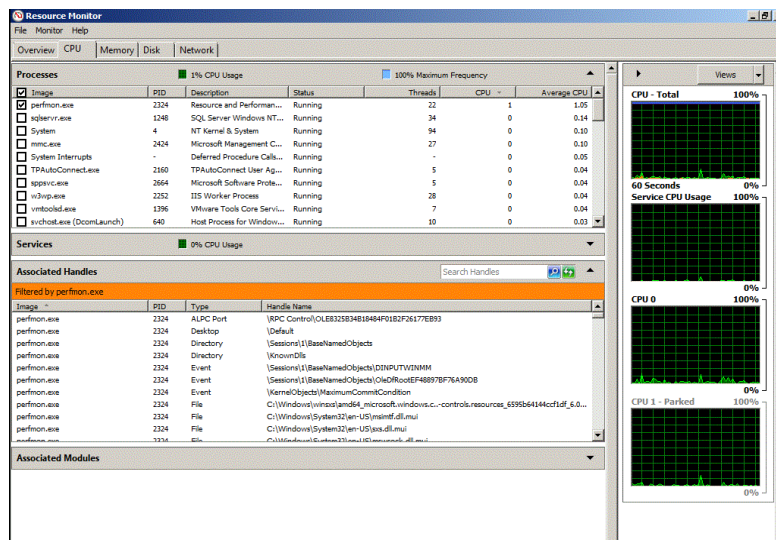 Resource Monitor
File Monitor Help
Overview CPU Memory Disk Network
Processes 1% CPU Usage 100% Maximum Frequency
Image PID Description Status Threads CPU Average CPU
perfmon.exe 2324 Resource and Performan... Running 22 1 1.05
sqlservr.exe 1248 SQL Server Windows NT... Running 34 0 0.14
System 4 NT Kernel & System Running 94 0 0.10
mmc.exe 2424 Microsoft Management C... Running 27 0 0.10
System Interrupts - Deferred Procedure Calls... Running - 0 0.05
TPAutoConnect.exe 2160 TPAutoConnect User Ag... Running 5 0 0.04
sppsvc.exe 2664 Microsoft Software Prote... Running 5 0 0.04
w3wp.exe 2252 IIS Worker Process Running 28 0 0.04
vmtoolsd.exe 1396 VMware Tools Core Servi... Running 7 0 0.04
svchost.exe (DcomLaunch) 640 Host Process for Window... Running 10 0 0.03
Services 0% CPU Usage
Associated Handles Search Handles
Filtered by perfmon.exe
Image PID Type Handle Name
perfmon.exe 2324 ALPC Port \RPC Control\OLE8325B34B18484F01B2F26177EB93
perfmon.exe 2324 Desktop \Default
perfmon.exe 2324 Directory \Sessions\1\BaseNamedObjects
perfmon.exe 2324 Directory \KnownDlls
perfmon.exe 2324 Event \Sessions\1\BaseNamedObjects\DINPUTWINMM
perfmon.exe 2324 Event \Sessions\1\BaseNamedObjects\OleDfRootEF48897BF76A90DB
perfmon.exe 2324 Event \KernelObjects\MaximumCommitCondition
perfmon.exe 2324 File C:\Windows\winsxs\amd64_microsoft.windows.c..-controls.resources_6595b64144ccf1df_6.0...
perfmon.exe 2324 File C:\Windows\System32\en-US\msimtf.dll.mui
perfmon.exe 2324 File C:\Windows\System32\en-US\sxs.dll.mui
perfmon.exe 2324 File C:\Windows\System32\en-US\mswsock.dll.mui
Associated Modules
Views
CPU - Total 100%
60 Seconds 0%
Service CPU Usage 100%
0%
CPU 0 100%
0%
CPU 1 - Parked 100%
0%